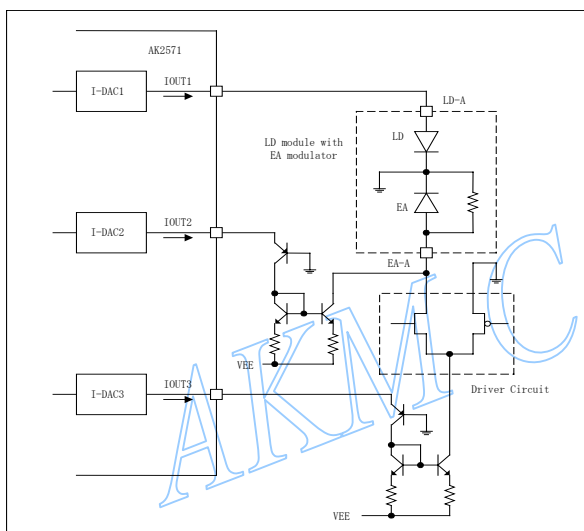 AK2571
I-DAC1
IOUT1
LD-A
LD module with
EA modulator
LD
EA
I-DAC2
IOUT2
EA-A
VEE
Driver Circuit
I-DAC3
IOUT3
VEE
AKM C